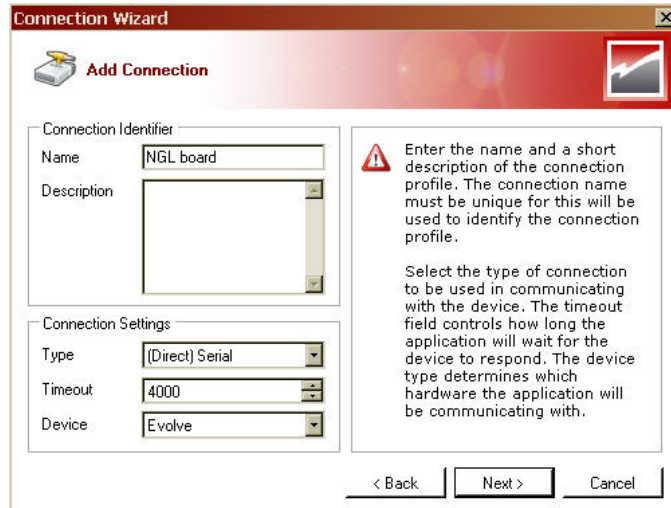 Connection Wizard
Add Connection
Connection Identifier
Name
NGL board
Description
Connection Settings
Type
(Direct) Serial
Timeout
4000
Device
Evolve
Enter the name and a short
description of the connection
profile. The connection name
must be unique for this will be
used to identify the connection
profile.
Select the type of connection
to be used in communicating
with the device. The timeout
field controls how long the
application will wait for the
device to respond. The device
type determines which
hardware the application will
be communicating with.
< Back
Next >
Cancel